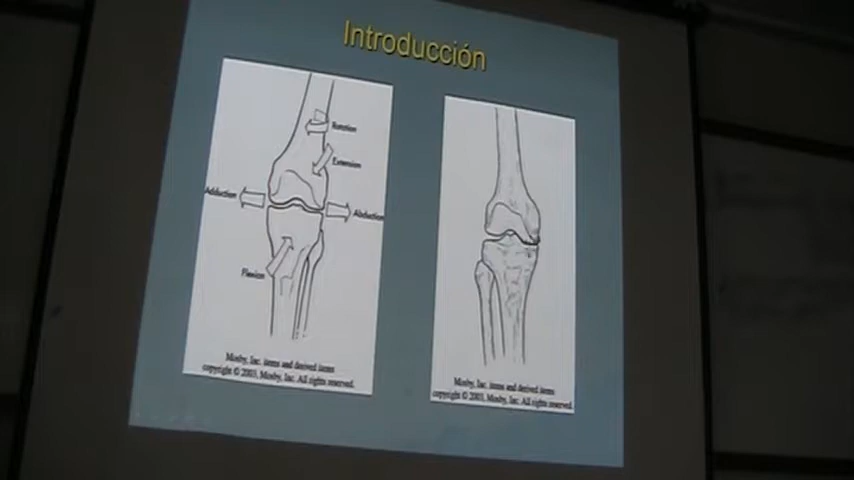 Introducción
Rotation
Extension
Adduction
Abduction
Flexion
Mosby, Inc. items and derived items
copyright © 2003, Mosby, Inc. All rights reserved.
Mosby, Inc. items and derived items
copyright © 2003, Mosby, Inc. All rights reserved.